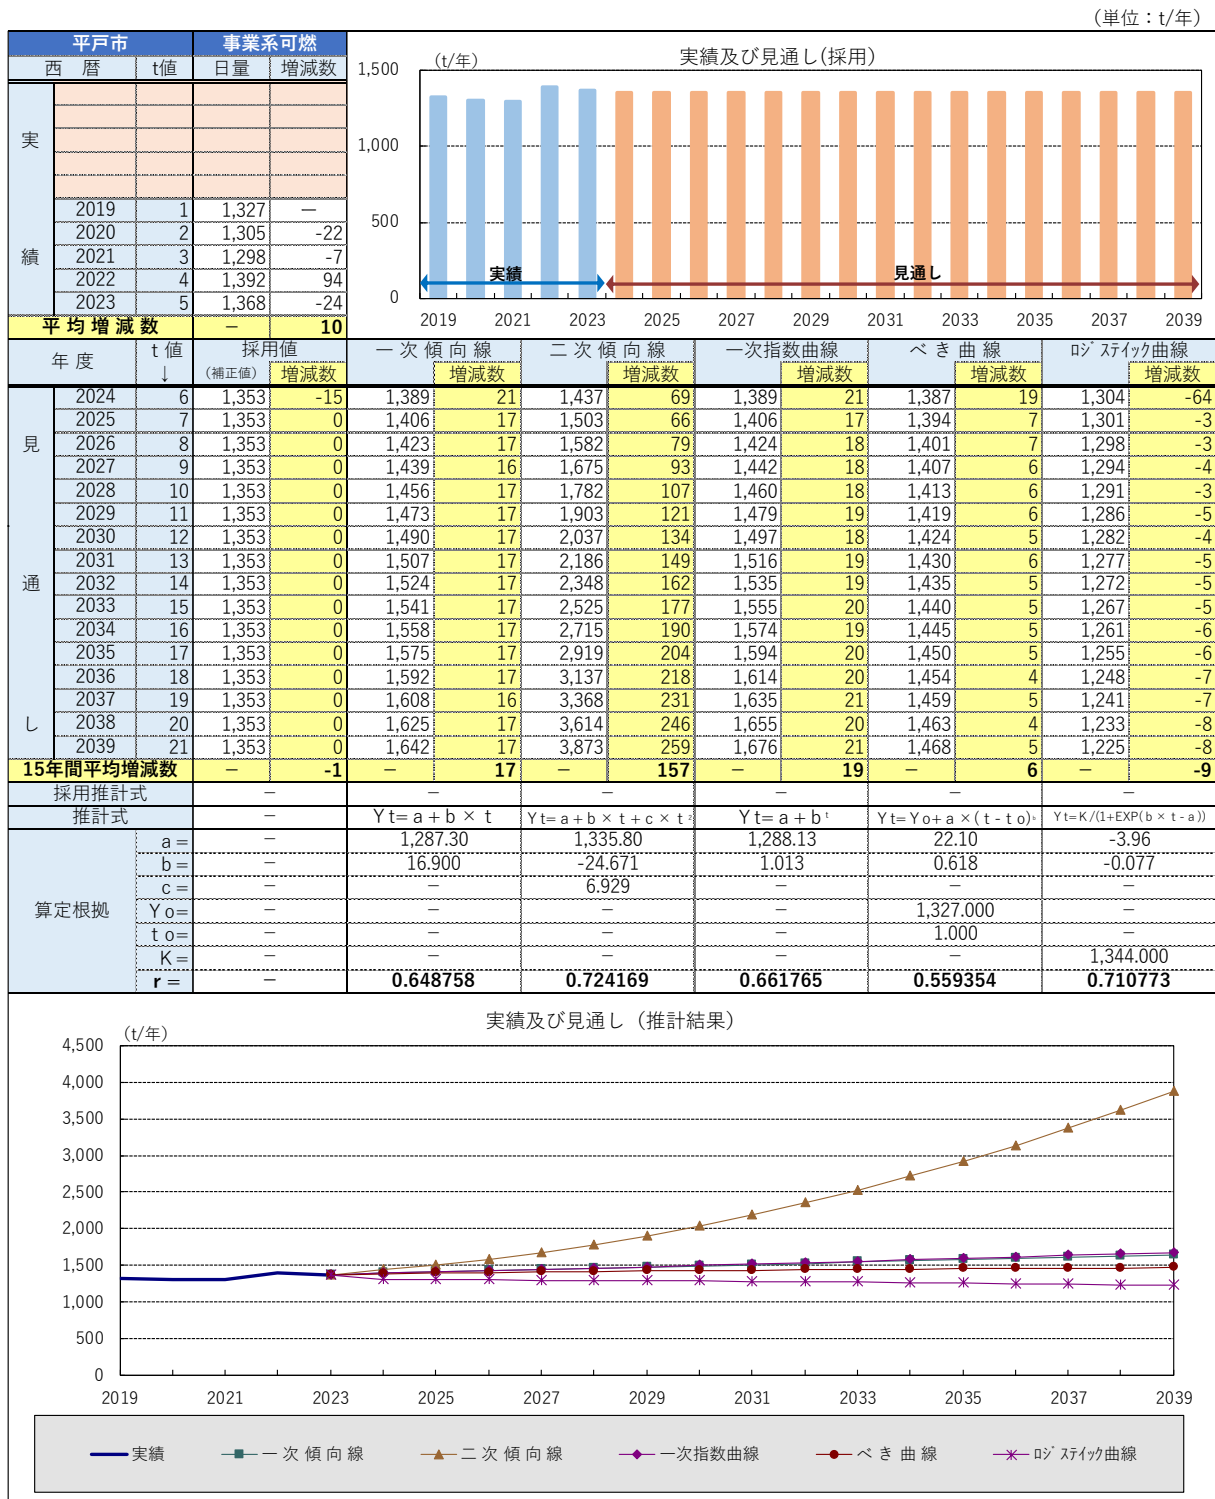 （単位：t/年）
平戸市 事業系可燃
西　暦 t値 日量 増減数
実績
2019 1 1,327 －
2020 2 1,305 -22
2021 3 1,298 -7
2022 4 1,392 94
2023 5 1,368 -24
平均増減数 － 10
実績及び見通し(採用)
(t/年)
1,500
1,000
500
0
実績 見通し
2019 2021 2023 2025 2027 2029 2031 2033 2035 2037 2039
年度 t値↓ 採用値（補正値） 増減数 一次傾向線 増減数 二次傾向線 増減数 一次指数曲線 増減数 べき曲線 増減数 ﾛｼﾞｽﾃｲｯｸ曲線 増減数
見通し
2024 6 1,353 -15 1,389 21 1,437 69 1,389 21 1,387 19 1,304 -64
2025 7 1,353 0 1,406 17 1,503 66 1,406 17 1,394 7 1,301 -3
2026 8 1,353 0 1,423 17 1,582 79 1,424 18 1,401 7 1,298 -3
2027 9 1,353 0 1,439 16 1,675 93 1,442 18 1,407 6 1,294 -4
2028 10 1,353 0 1,456 17 1,782 107 1,460 18 1,413 6 1,291 -3
2029 11 1,353 0 1,473 17 1,903 121 1,479 19 1,419 6 1,286 -5
2030 12 1,353 0 1,490 17 2,037 134 1,497 18 1,424 5 1,282 -4
2031 13 1,353 0 1,507 17 2,186 149 1,516 19 1,430 6 1,277 -5
2032 14 1,353 0 1,524 17 2,348 162 1,535 19 1,435 5 1,272 -5
2033 15 1,353 0 1,541 17 2,525 177 1,555 20 1,440 5 1,267 -5
2034 16 1,353 0 1,558 17 2,715 190 1,574 19 1,445 5 1,261 -6
2035 17 1,353 0 1,575 17 2,919 204 1,594 20 1,450 5 1,255 -6
2036 18 1,353 0 1,592 17 3,137 218 1,614 20 1,454 4 1,248 -7
2037 19 1,353 0 1,608 16 3,368 231 1,635 21 1,459 5 1,241 -7
2038 20 1,353 0 1,625 17 3,614 246 1,655 20 1,463 4 1,233 -8
2039 21 1,353 0 1,642 17 3,873 259 1,676 21 1,468 5 1,225 -8
15年間平均増減数 － -1 － 17 － 157 － 19 － 6 － -9
採用推計式 － － － － － －
推計式 － Yt=a+b×t Yt=a+b×t+c×t² Yt=a+bᵗ Yt=Yo+a×(t-to)ᵇ Yt=K/(1+EXP(b×t-a))
算定根拠
a= － 1,287.30 1,335.80 1,288.13 22.10 -3.96
b= － 16.900 -24.671 1.013 0.618 -0.077
c= － － 6.929 － － －
Yo= － － － － 1,327.000 －
to= － － － － 1.000 －
K= － － － － － 1,344.000
r= － 0.648758 0.724169 0.661765 0.559354 0.710773
実績及び見通し（推計結果）
(t/年)
4,500
4,000
3,500
3,000
2,500
2,000
1,500
1,000
500
0
2019 2021 2023 2025 2027 2029 2031 2033 2035 2037 2039
実績 一次傾向線 二次傾向線 一次指数曲線 べき曲線 ﾛｼﾞｽﾃｲｯｸ曲線